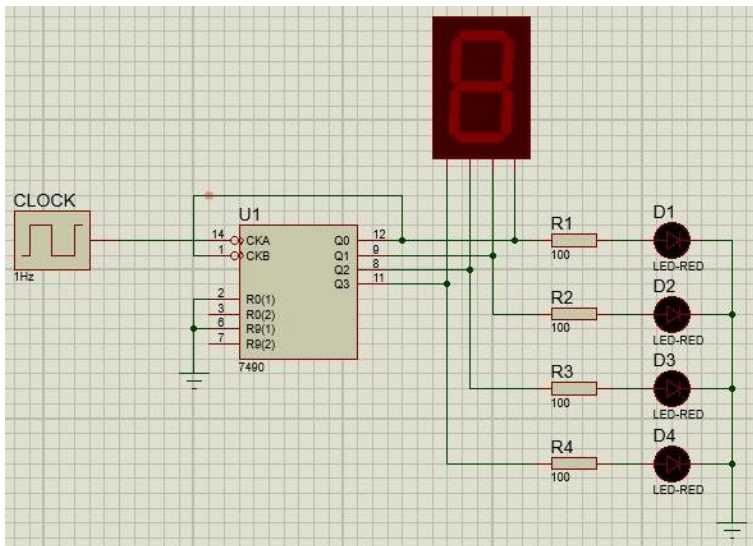 CLOCK
1Hz
U1
14 CKA Q0 12
1 CKB Q1 9
Q2 8
Q3 11
2 R0(1)
3 R0(2)
6 R9(1)
7 R9(2)
7490
R1
100
D1
LED-RED
R2
100
D2
LED-RED
R3
100
D3
LED-RED
R4
100
D4
LED-RED